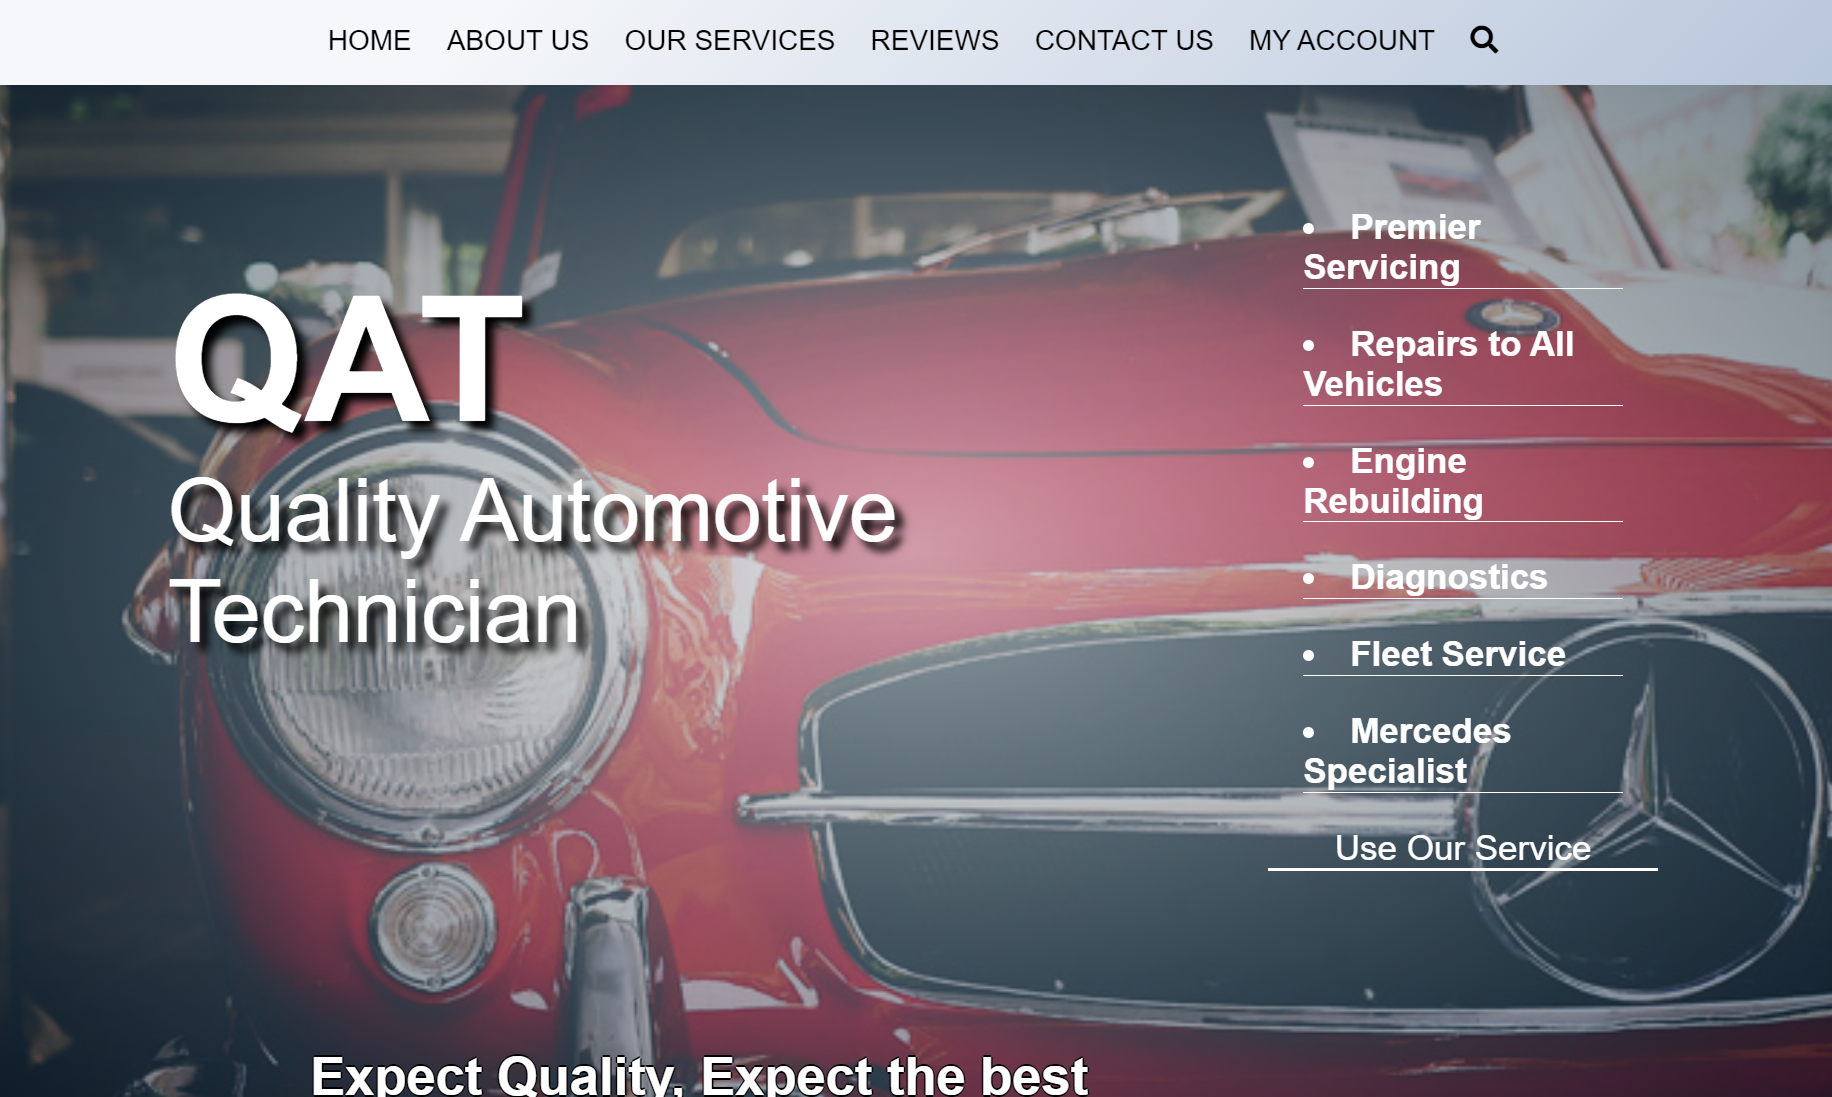 HOME ABOUT US OUR SERVICES REVIEWS CONTACT US MY ACCOUNT
QAT
Quality Automotive
Technician
• Premier
Servicing
• Repairs to All
Vehicles
• Engine
Rebuilding
• Diagnostics
• Fleet Service
• Mercedes
Specialist
Use Our Service
Expect Quality, Expect the best